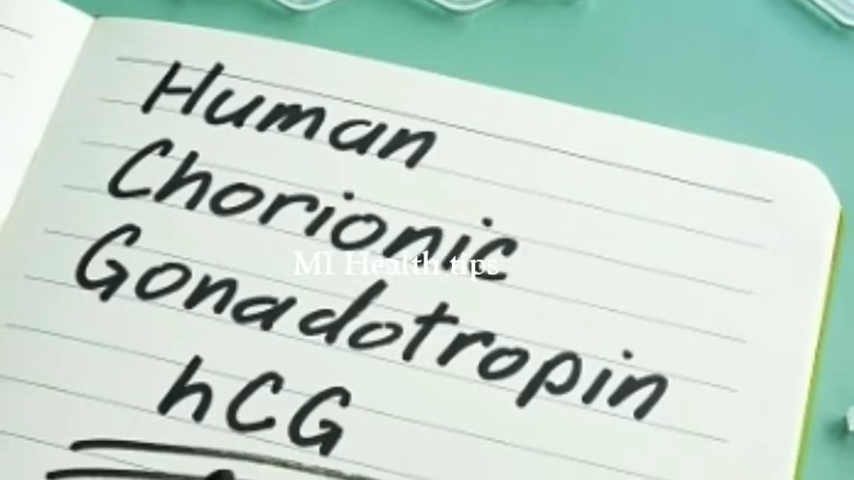 Human
Chorionic
MI Health tips
Gonadotropin
hCG